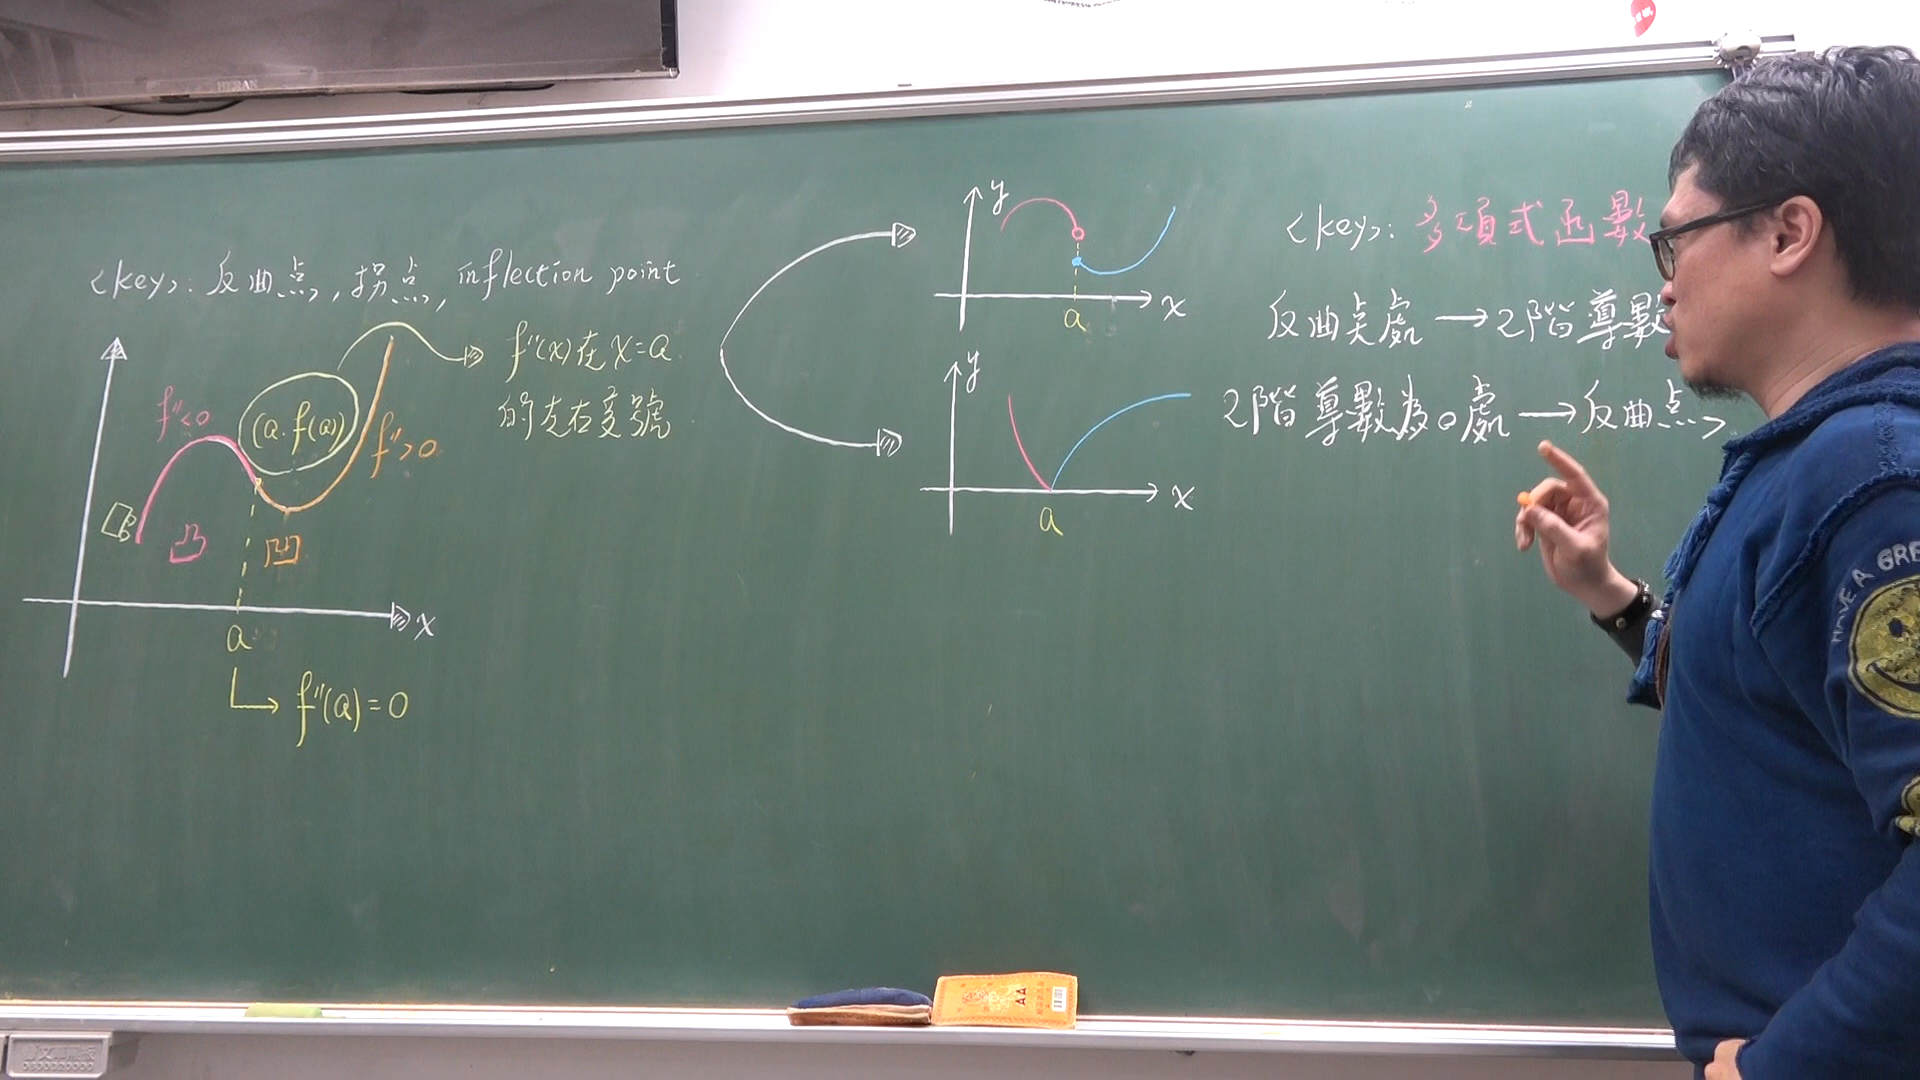 <key>: 反曲点, 拐点, inflection point
f''<0
(a.f(a))
f''>0
凸
凹
a
x
f''(a)=0
f''(x)在x=a
的左右変號
y
a
x
y
a
x
<key>: 多項式函數
反曲点處→2階導數
2階導數為0處→反曲点
A GRE